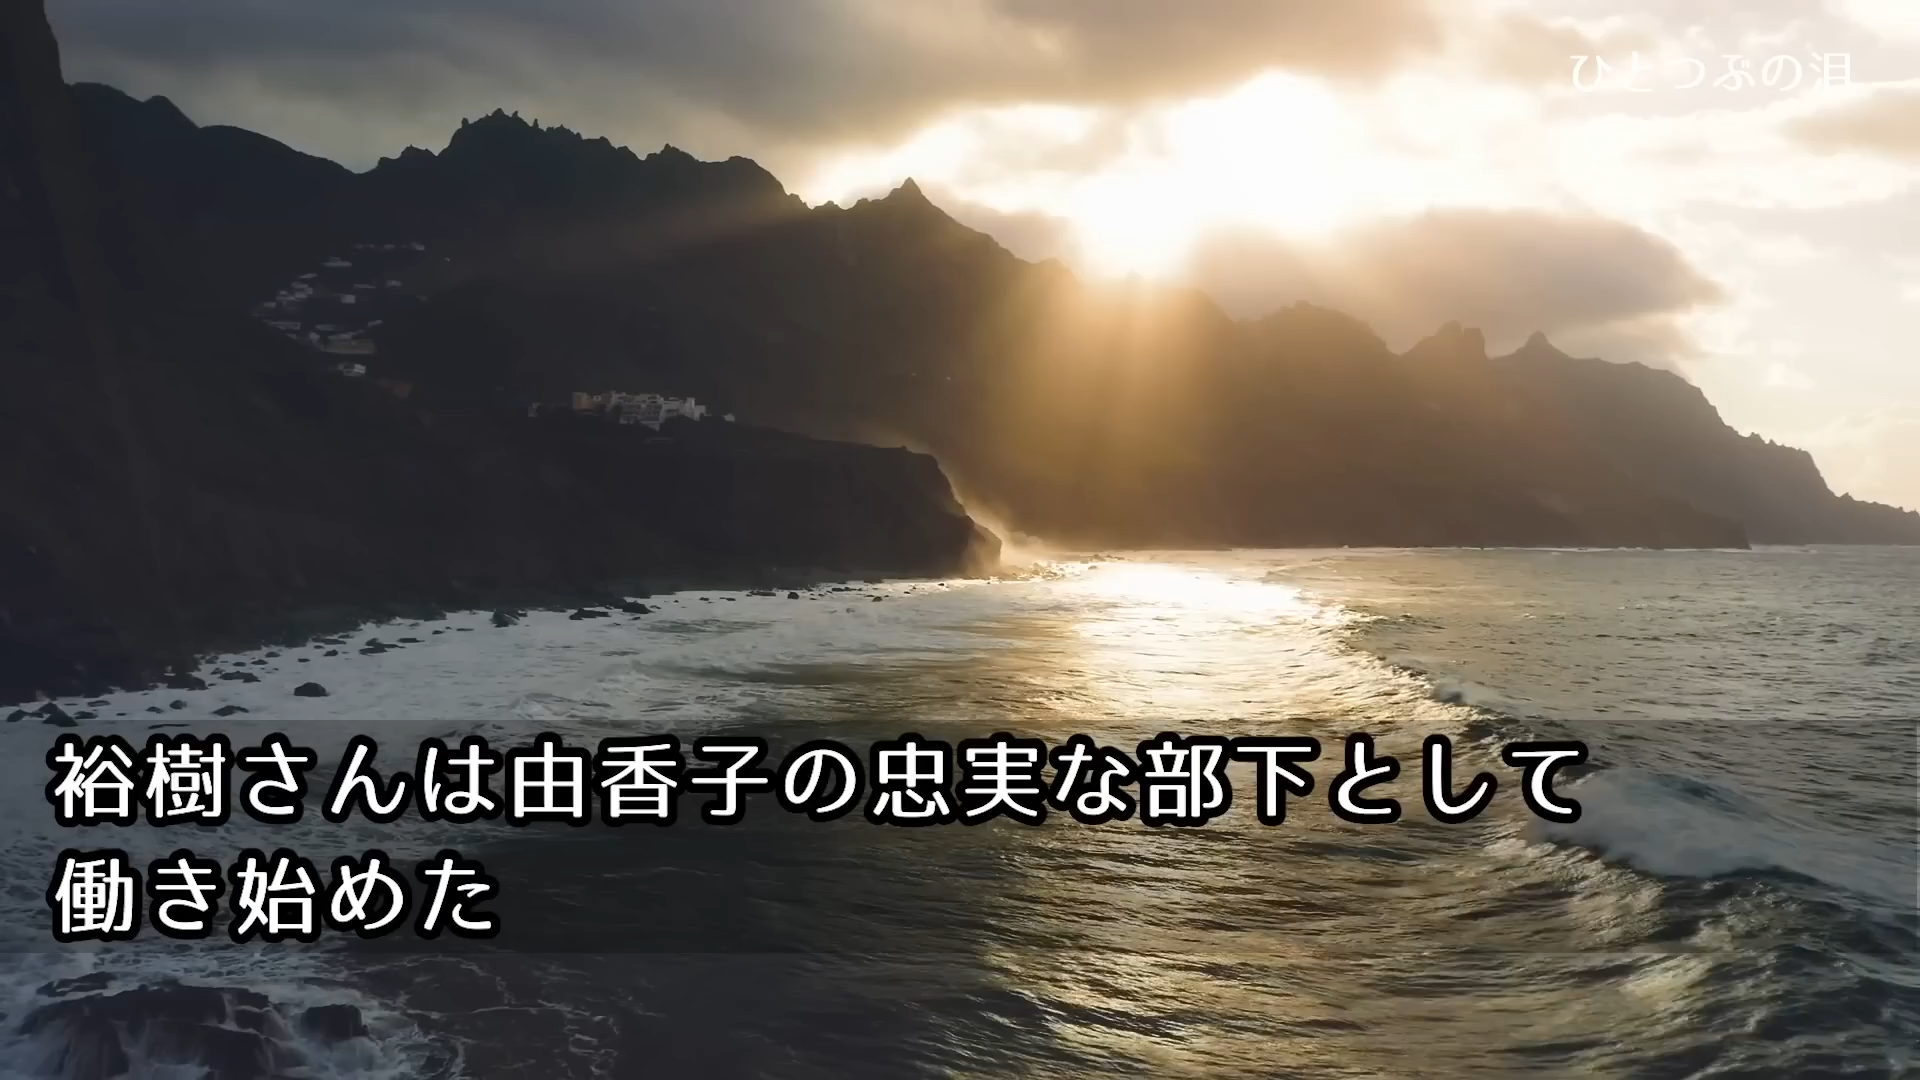 ひとつぶの泪
裕樹さんは由香子の忠実な部下として
働き始めた